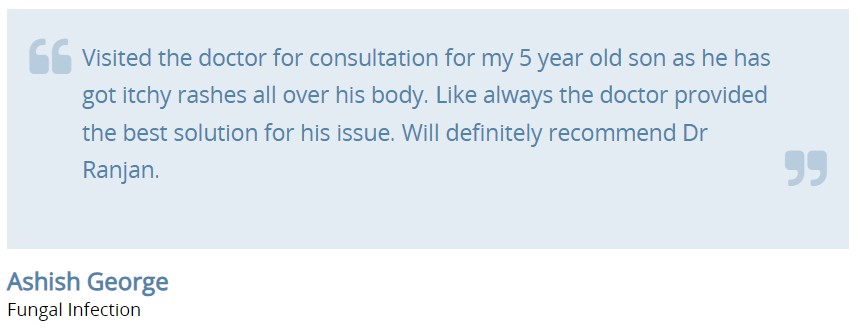 Visited the doctor for consultation for my 5 year old son as he has
got itchy rashes all over his body. Like always the doctor provided
the best solution for his issue. Will definitely recommend Dr
Ranjan.
Ashish George
Fungal Infection